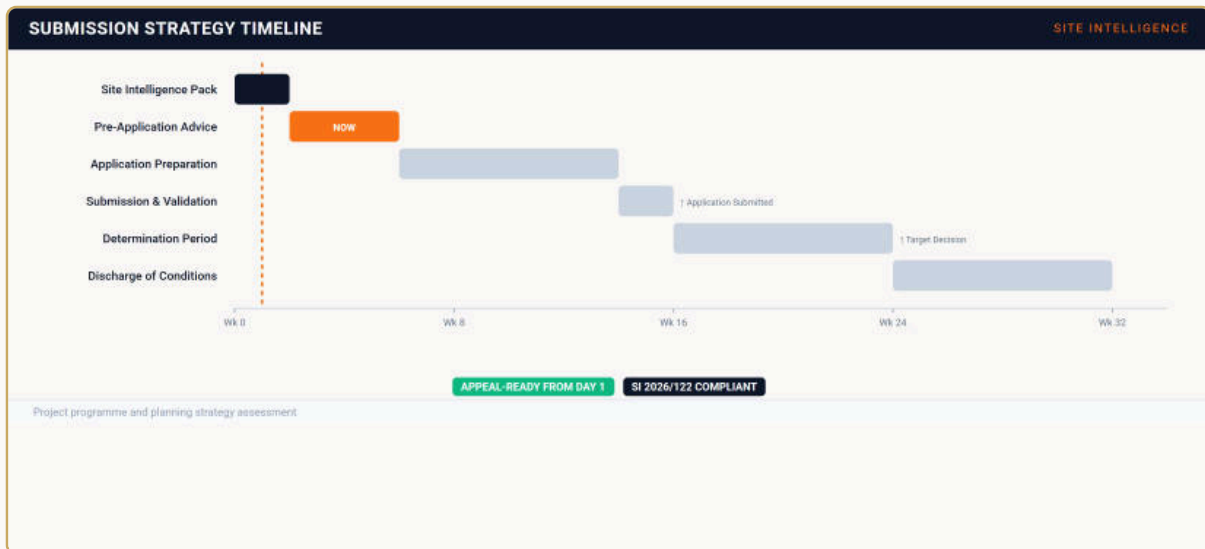 SUBMISSION STRATEGY TIMELINE
SITE INTELLIGENCE
Site Intelligence Pack
Pre-Application Advice
NOW
Application Preparation
Submission & Validation
↑ Application Submitted
Determination Period
↑ Target Decision
Discharge of Conditions
Wk 0
Wk 8
Wk 16
Wk 24
Wk 32
APPEAL-READY FROM DAY 1
SI 2026/122 COMPLIANT
Project programme and planning strategy assessment